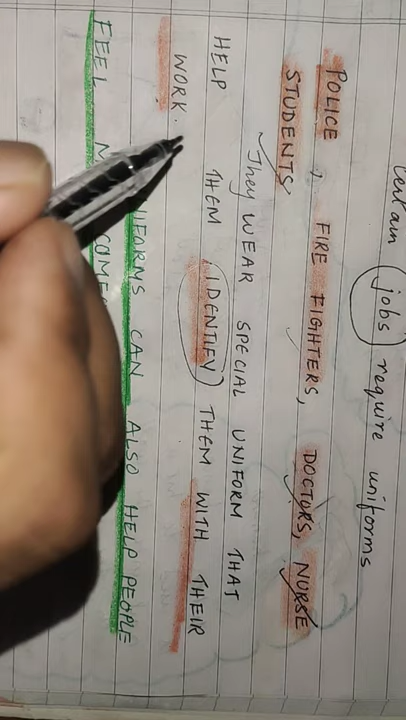 certain jobs require uniforms
POLICE , FIRE FIGHTERS, DOCTORS, NURSE
STUDENTS
They WEAR SPECIAL UNIFORM THAT
HELP THEM IDENTIFY THEM WITH THEIR
WORK.
CAN ALSO HELP PEOPLE
FEEL